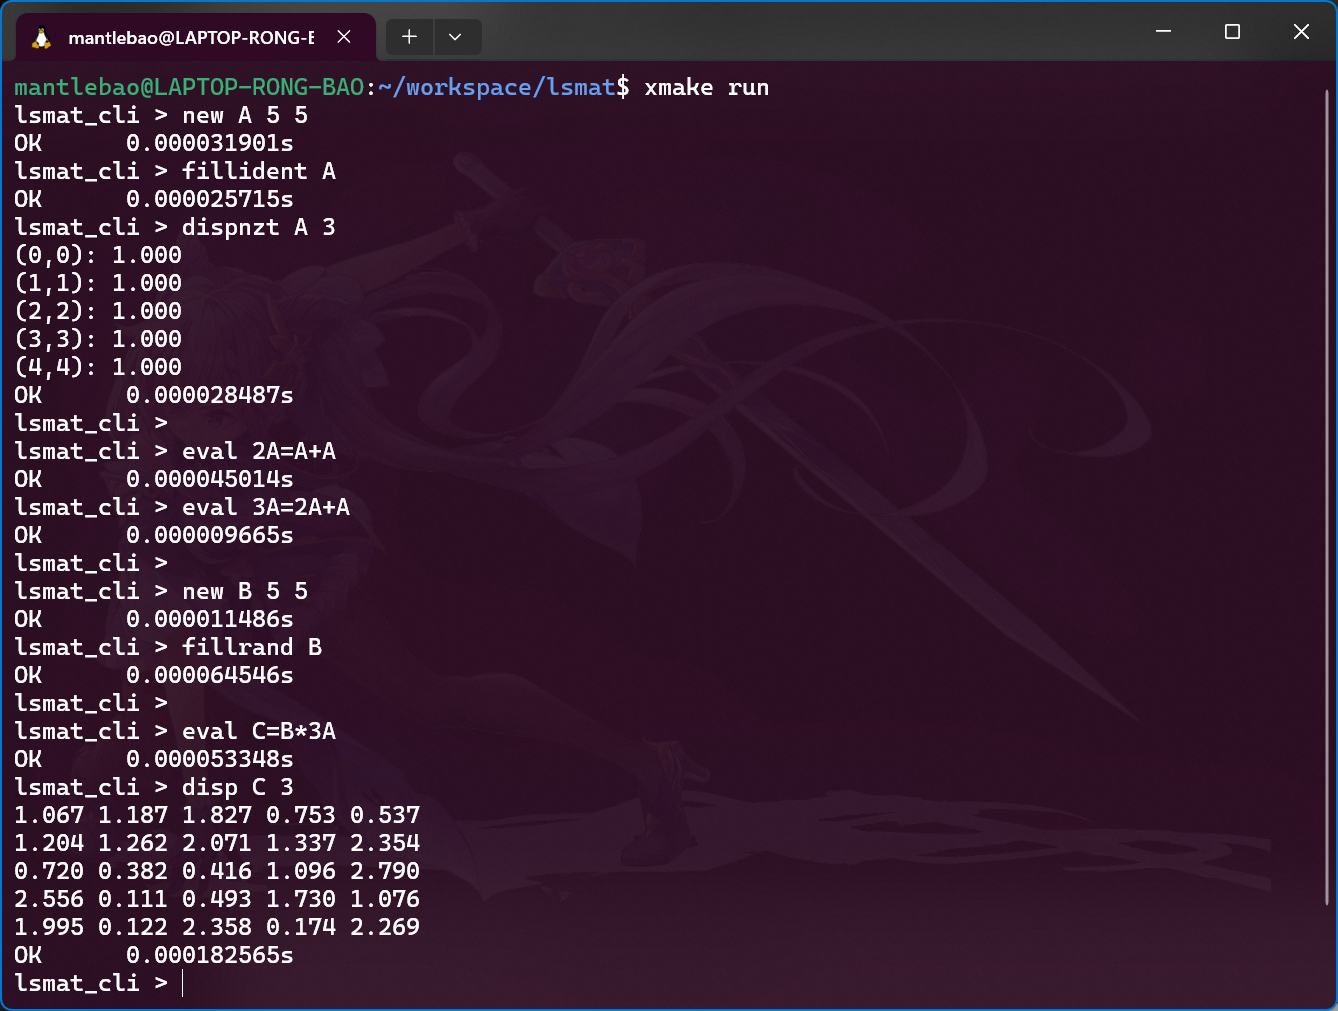 mantlebao@LAPTOP-RONG-E
mantlebao@LAPTOP-RONG-BAO:~/workspace/lsmat$ xmake run
lsmat_cli > new A 5 5
OK      0.000031901s
lsmat_cli > fillident A
OK      0.000025715s
lsmat_cli > dispnzt A 3
(0,0): 1.000
(1,1): 1.000
(2,2): 1.000
(3,3): 1.000
(4,4): 1.000
OK      0.000028487s
lsmat_cli >
lsmat_cli > eval 2A=A+A
OK      0.000045014s
lsmat_cli > eval 3A=2A+A
OK      0.000009665s
lsmat_cli >
lsmat_cli > new B 5 5
OK      0.000011486s
lsmat_cli > fillrand B
OK      0.000064546s
lsmat_cli >
lsmat_cli > eval C=B*3A
OK      0.000053348s
lsmat_cli > disp C 3
1.067 1.187 1.827 0.753 0.537
1.204 1.262 2.071 1.337 2.354
0.720 0.382 0.416 1.096 2.790
2.556 0.111 0.493 1.730 1.076
1.995 0.122 2.358 0.174 2.269
OK      0.000182565s
lsmat_cli >